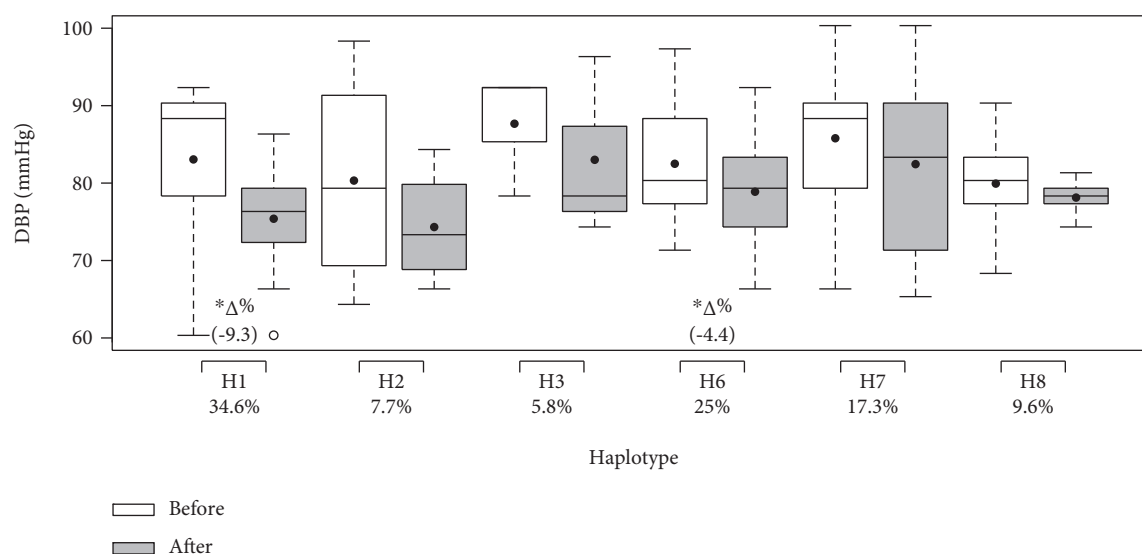 100
90
80
70
60
DBP (mmHg)
*Δ%
(-9.3)
*Δ%
(-4.4)
H1
34.6%
H2
7.7%
H3
5.8%
H6
25%
H7
17.3%
H8
9.6%
Haplotype
Before
After